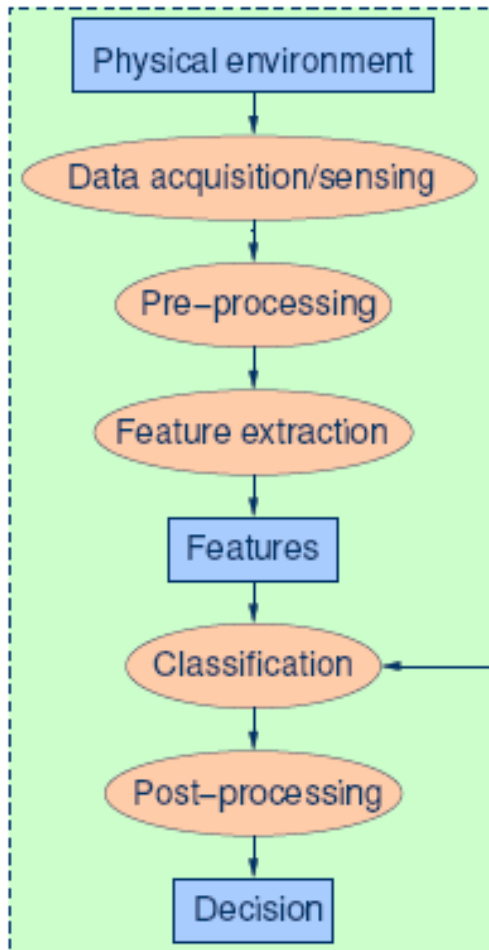 Physical environment
Data acquisition/sensing
Pre-processing
Feature extraction
Features
Classification
Post-processing
Decision